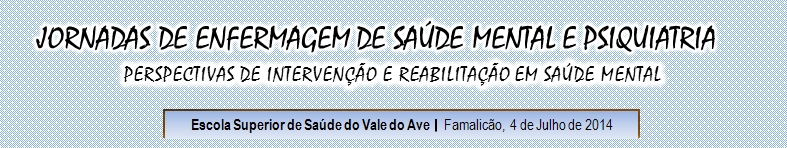 JORNADAS DE ENFERMAGEM DE SAÚDE MENTAL E PSIQUIATRIA
PERSPECTIVAS DE INTERVENÇÃO E REABILITAÇÃO EM SAÚDE MENTAL
Escola Superior de Saúde do Vale do Ave | Famalicão, 4 de Julho de 2014